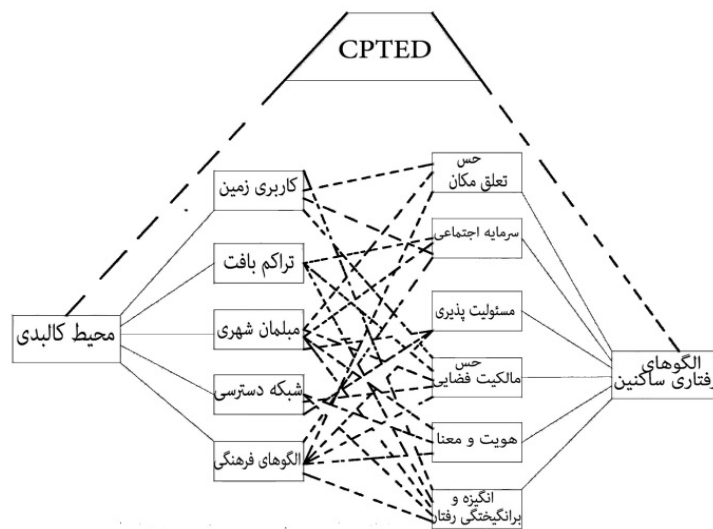 CPTED
حس
تعلق مکان
کاربری زمین
سرمایه اجتماعی
تراکم بافت
مسئولیت پذیری
مبلمان شهری
محیط کالبدی
حس
مالکیت فضایی
الگوهای
رفتاری ساکنین
شبکه دسترسی
هویت و معنا
الگوهای فرهنگی
انگیزه و
برانگیختگی رفتار